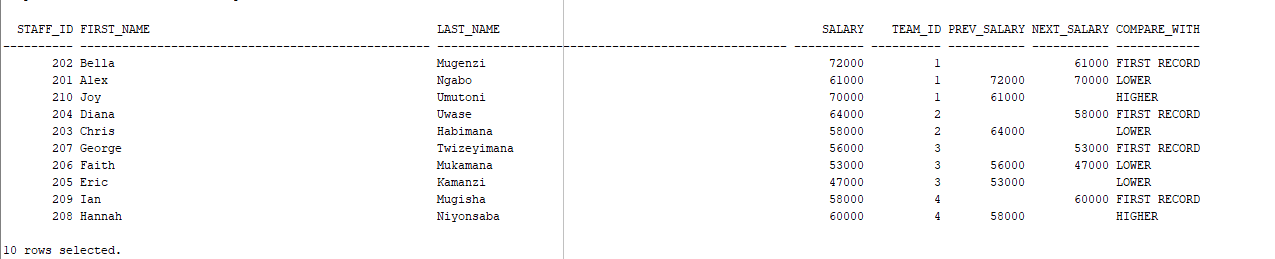 STAFF_ID FIRST_NAME LAST_NAME SALARY TEAM_ID PREV_SALARY NEXT_SALARY COMPARE_WITH
---------- -------------------------------------------------- -------------------------------------------------- ---------- ---------- ----------- ----------- ------------
202 Bella Mugenzi 72000 1 61000 FIRST RECORD
201 Alex Ngabo 61000 1 72000 70000 LOWER
210 Joy Umutoni 70000 1 61000 HIGHER
204 Diana Uwase 64000 2 58000 FIRST RECORD
203 Chris Habimana 58000 2 64000 LOWER
207 George Twizeyimana 56000 3 53000 FIRST RECORD
206 Faith Mukamana 53000 3 56000 47000 LOWER
205 Eric Kamanzi 47000 3 53000 LOWER
209 Ian Mugisha 58000 4 60000 FIRST RECORD
208 Hannah Niyonsaba 60000 4 58000 HIGHER
10 rows selected.